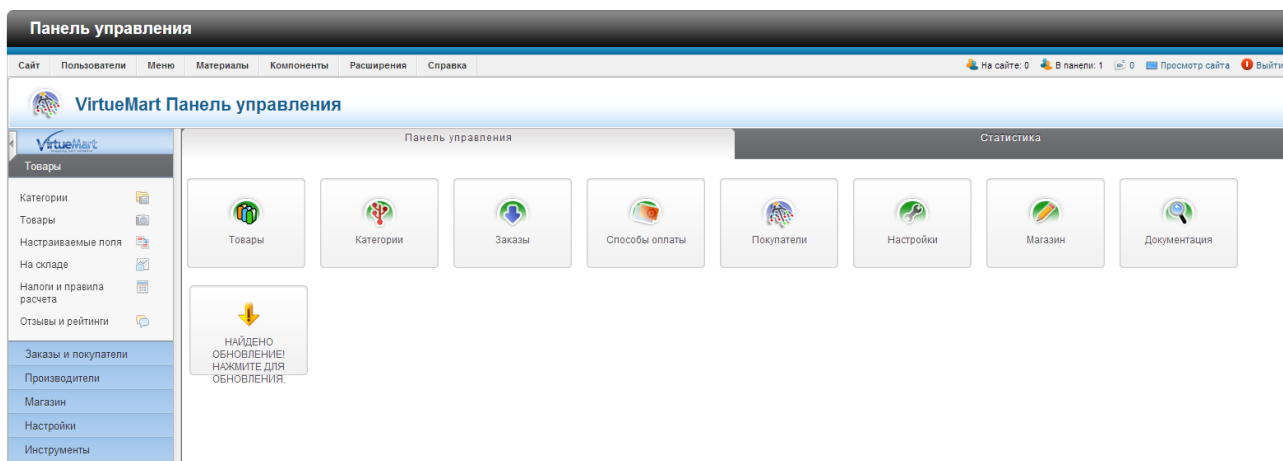 Панель управления
Сайт Пользователи Меню Материалы Компоненты Расширения Справка На сайте: 0 В панели: 1 0 Просмотр сайта Выйти
VirtueMart Панель управления
VirtueMart
Панель управления Статистика
Товары
Категории
Товары
Настраиваемые поля
На складе
Налоги и правила
расчета
Отзывы и рейтинги
Заказы и покупатели
Производители
Магазин
Настройки
Инструменты
Товары Категории Заказы Способы оплаты Покупатели Настройки Магазин Документация
НАЙДЕНО
ОБНОВЛЕНИЕ!
НАЖМИТЕ ДЛЯ
ОБНОВЛЕНИЯ.